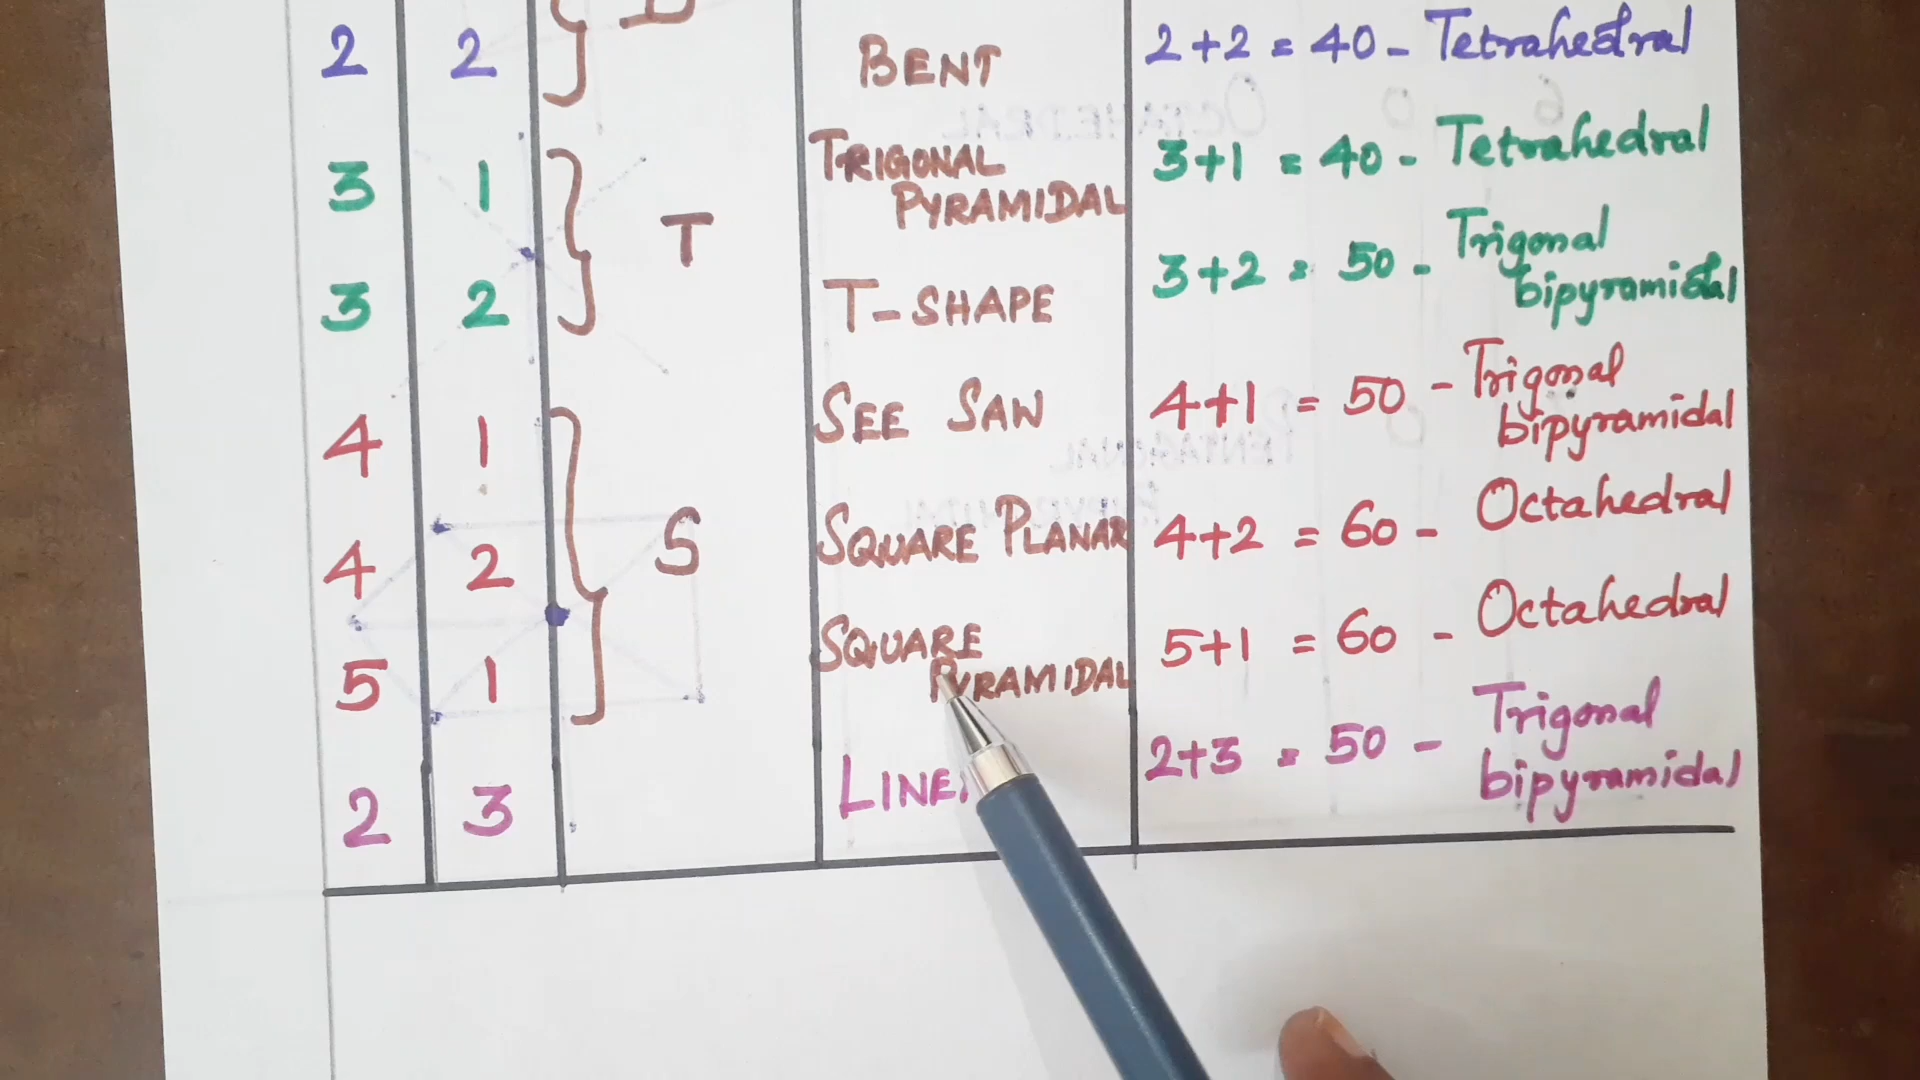 2 2 BENT 2+2 = 40 - Tetrahedral
3 1 TRIGONAL PYRAMIDAL 3+1 = 40 - Tetrahedral
T
3 2 T-SHAPE 3+2 = 50 - Trigonal bipyramidal
4 1 SEE SAW 4+1 = 50 - Trigonal bipyramidal
4 2 S SQUARE PLANAR 4+2 = 60 - Octahedral
5 1 SQUARE PYRAMIDAL 5+1 = 60 - Octahedral
2 3 2+3 = 50 - Trigonal bipyramidal